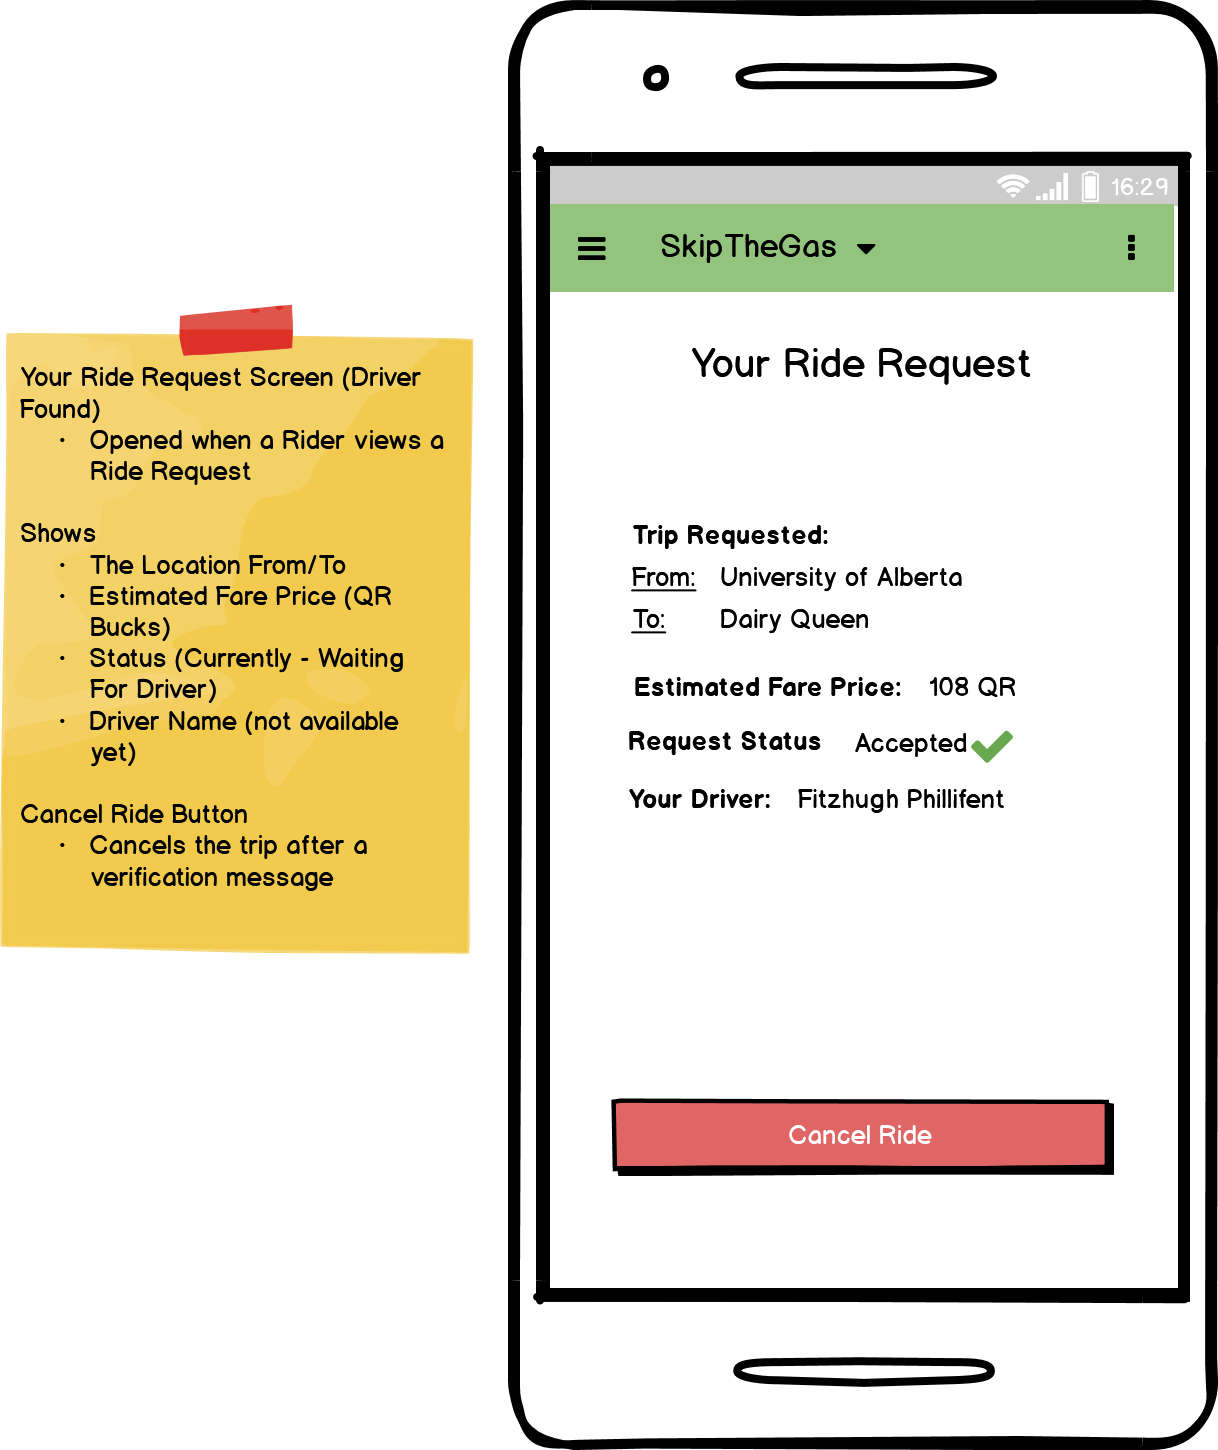 Your Ride Request Screen (Driver
Found)
· Opened when a Rider views a
Ride Request
Shows
· The Location From/To
· Estimated Fare Price (QR
Bucks)
· Status (Currently - Waiting
For Driver)
· Driver Name (not available
yet)
Cancel Ride Button
· Cancels the trip after a
verification message
16:29
SkipTheGas
Your Ride Request
Trip Requested:
From: University of Alberta
To: Dairy Queen
Estimated Fare Price: 108 QR
Request Status Accepted
Your Driver: Fitzhugh Phillifent
Cancel Ride